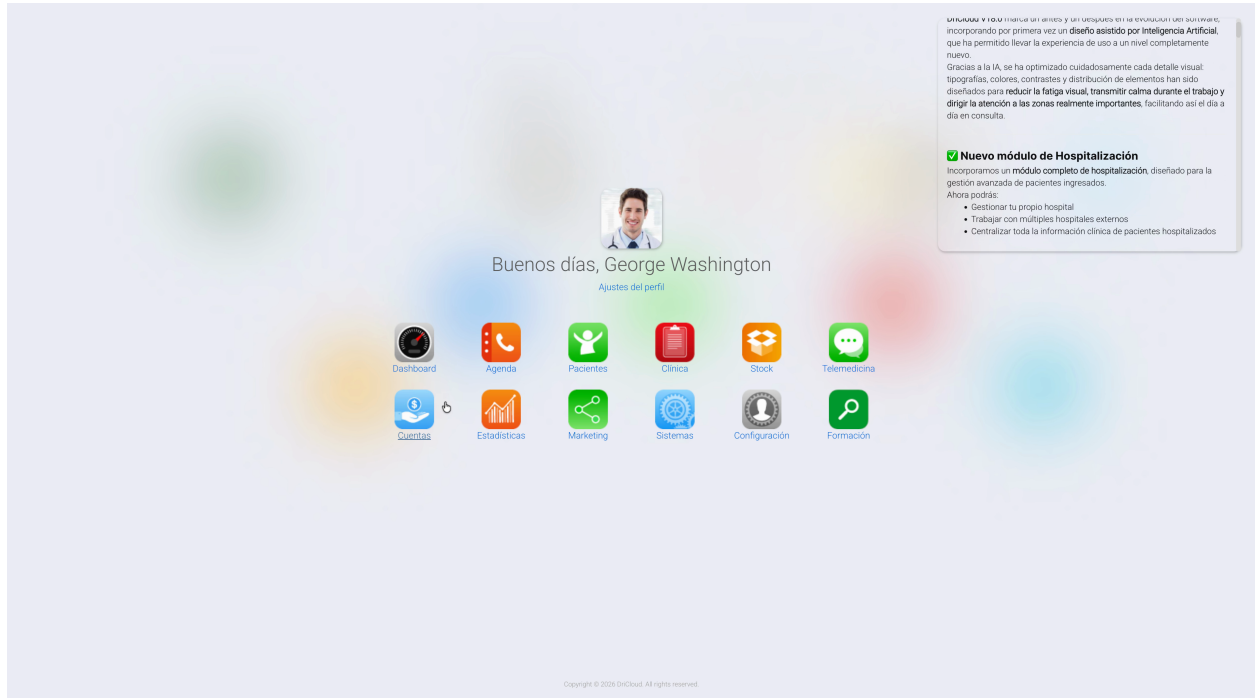 DriCloud V18.0 marca un antes y un después en la evolución del software,
incorporando por primera vez un diseño asistido por Inteligencia Artificial,
que ha permitido llevar la experiencia de uso a un nivel completamente
nuevo.
Gracias a la IA, se ha optimizado cuidadosamente cada detalle visual:
tipografías, colores, contrastes y distribución de elementos han sido
diseñados para reducir la fatiga visual, transmitir calma durante el trabajo y
dirigir la atención a las zonas realmente importantes, facilitando así el día a
día en consulta.
✅ Nuevo módulo de Hospitalización
Incorporamos un módulo completo de hospitalización, diseñado para la
gestión avanzada de pacientes ingresados.
Ahora podrás:
• Gestionar tu propio hospital
• Trabajar con múltiples hospitales externos
• Centralizar toda la información clínica de pacientes hospitalizados
Buenos días, George Washington
Ajustes del perfil
Dashboard Agenda Pacientes Clínica Stock Telemedicina
Cuentas Estadísticas Marketing Sistemas Configuración Formación
Copyright © 2026 DriCloud. All rights reserved.